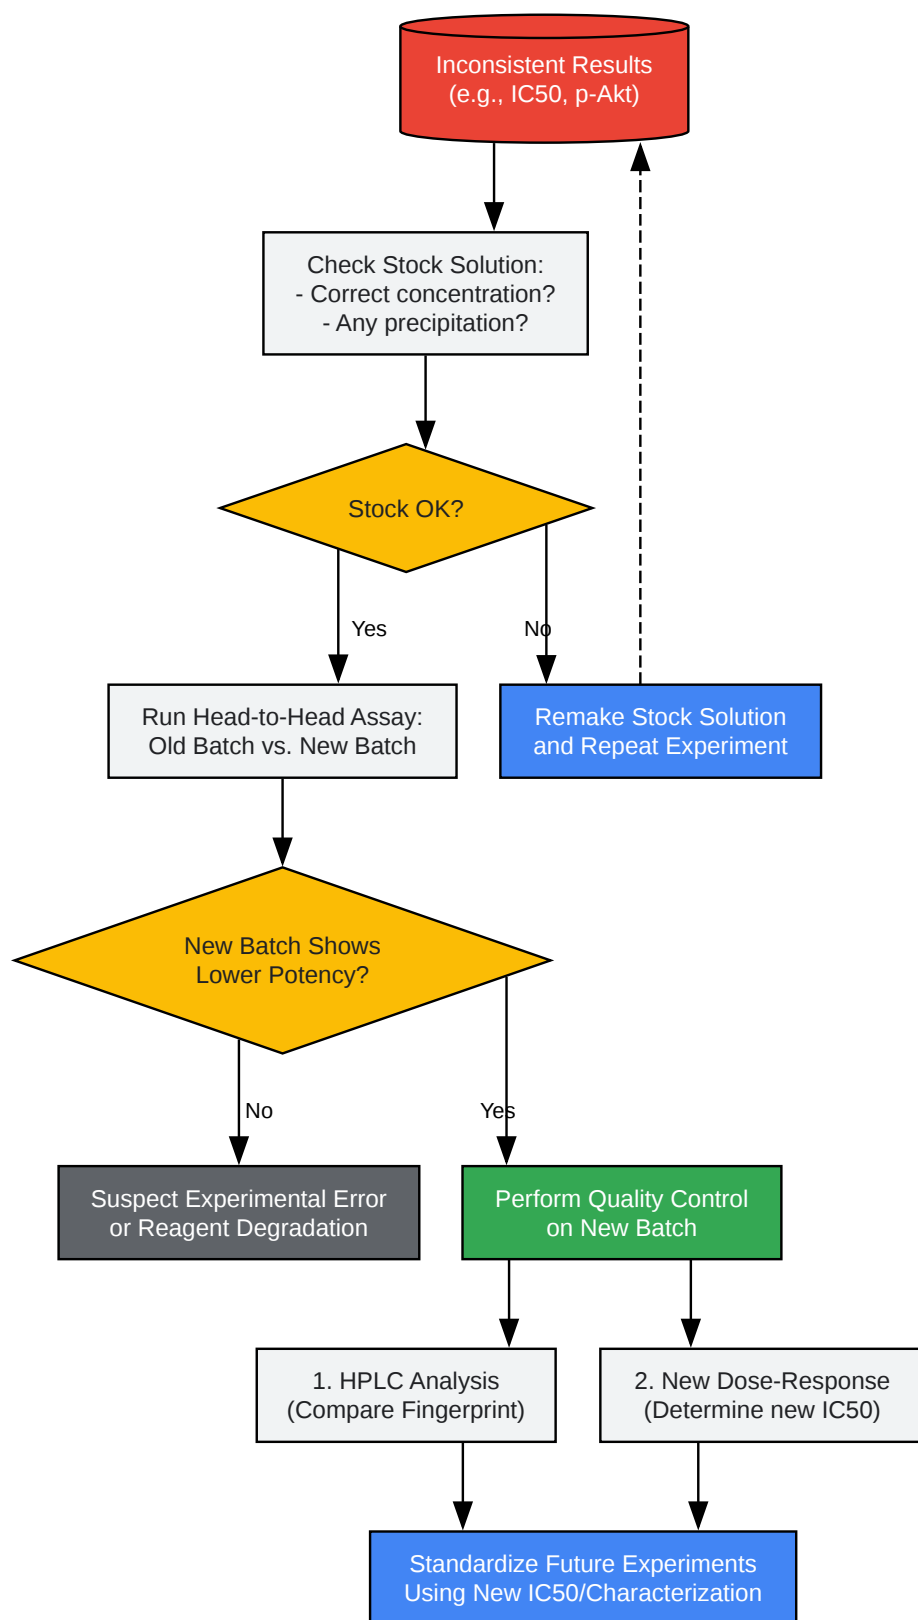 Inconsistent Results
(e.g., IC50, p-Akt)
Check Stock Solution:
- Correct concentration?
- Any precipitation?
Stock OK?
Yes
No
Run Head-to-Head Assay:
Old Batch vs. New Batch
Remake Stock Solution
and Repeat Experiment
New Batch Shows
Lower Potency?
No
Yes
Suspect Experimental Error
or Reagent Degradation
Perform Quality Control
on New Batch
1. HPLC Analysis
(Compare Fingerprint)
2. New Dose-Response
(Determine new IC50)
Standardize Future Experiments
Using New IC50/Characterization